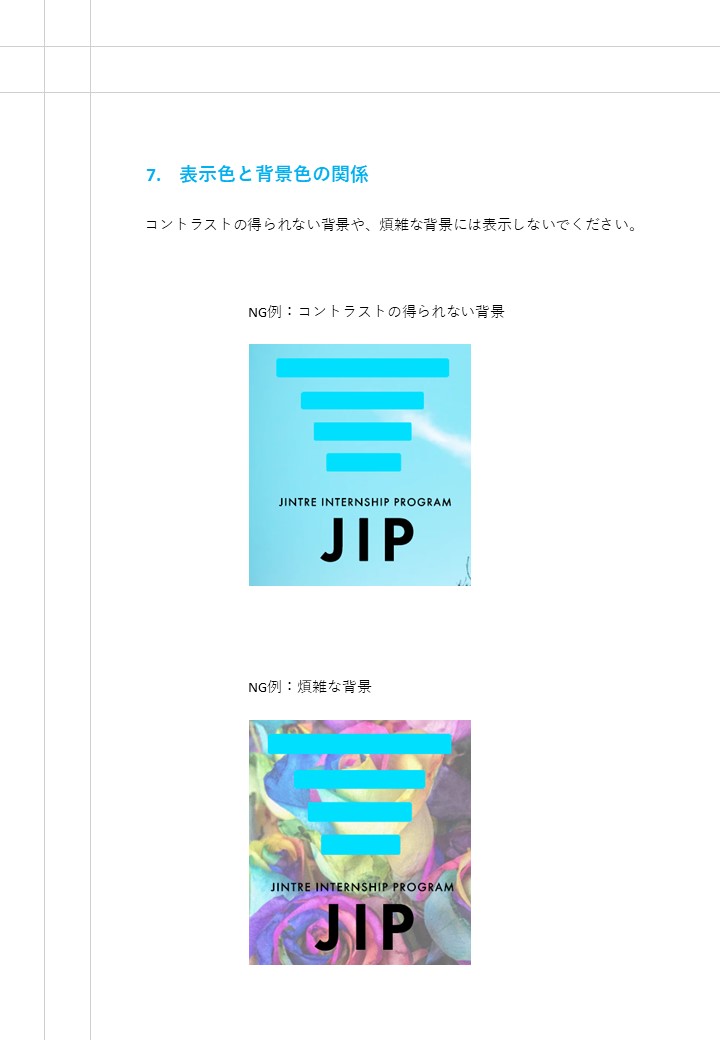 7. 表示色と背景色の関係
コントラストの得られない背景や、煩雑な背景には表示しないでください。
NG例：コントラストの得られない背景
JINTRE INTERNSHIP PROGRAM
JIP
NG例：煩雑な背景
JINTRE INTERNSHIP PROGRAM
JIP